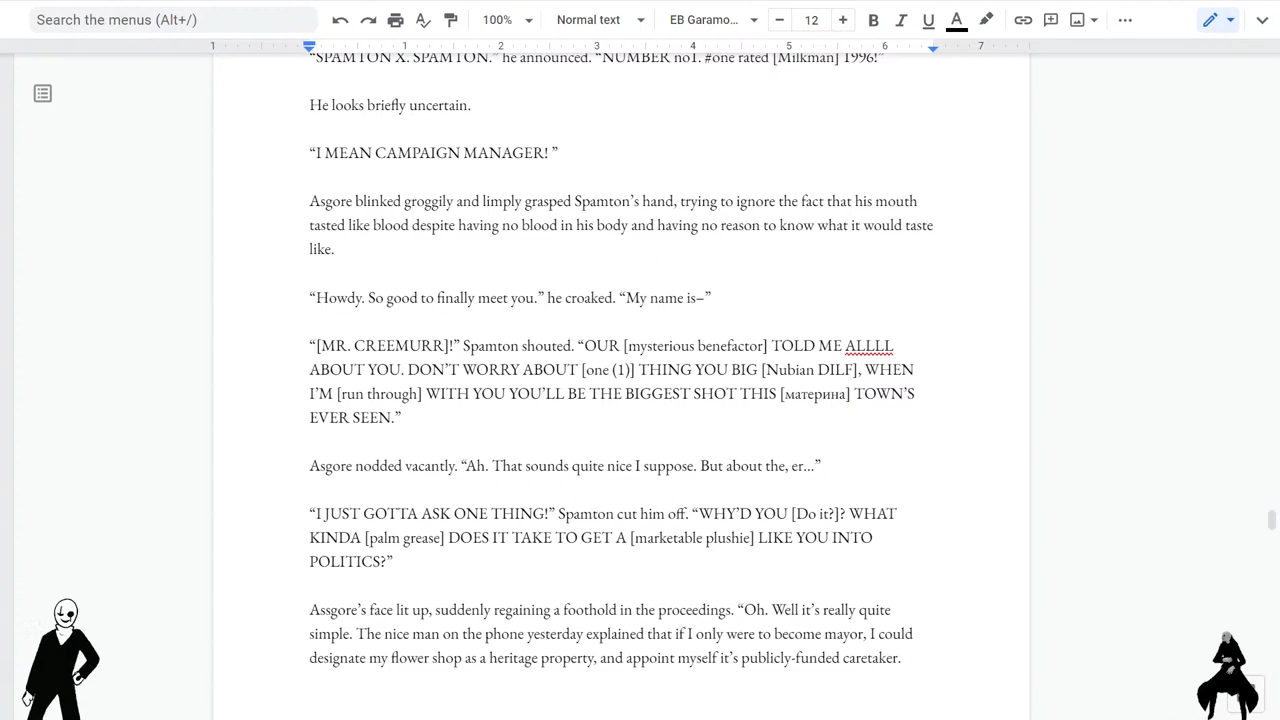 Search the menus (Alt+/)
100%
Normal text
EB Garamo...
12
B
I
U
A
1
1
2
3
4
5
6
7
“SPAMTON X. SPAMTON.” he announced. “NUMBER no1. #one rated [Milkman] 1996!”
He looks briefly uncertain.
“I MEAN CAMPAIGN MANAGER! ”
Asgore blinked groggily and limply grasped Spamton’s hand, trying to ignore the fact that his mouth
tasted like blood despite having no blood in his body and having no reason to know what it would taste
like.
“Howdy. So good to finally meet you.” he croaked. “My name is–”
“[MR. CREEMURR]!” Spamton shouted. “OUR [mysterious benefactor] TOLD ME ALLLL
ABOUT YOU. DON’T WORRY ABOUT [one (1)] THING YOU BIG [Nubian DILF], WHEN
I’M [run through] WITH YOU YOU’LL BE THE BIGGEST SHOT THIS [материна] TOWN’S
EVER SEEN.”
Asgore nodded vacantly. “Ah. That sounds quite nice I suppose. But about the, er...”
“I JUST GOTTA ASK ONE THING!” Spamton cut him off. “WHY’D YOU [Do it?]? WHAT
KINDA [palm grease] DOES IT TAKE TO GET A [marketable plushie] LIKE YOU INTO
POLITICS?”
Assgore’s face lit up, suddenly regaining a foothold in the proceedings. “Oh. Well it’s really quite
simple. The nice man on the phone yesterday explained that if I only were to become mayor, I could
designate my flower shop as a heritage property, and appoint myself it’s publicly-funded caretaker.